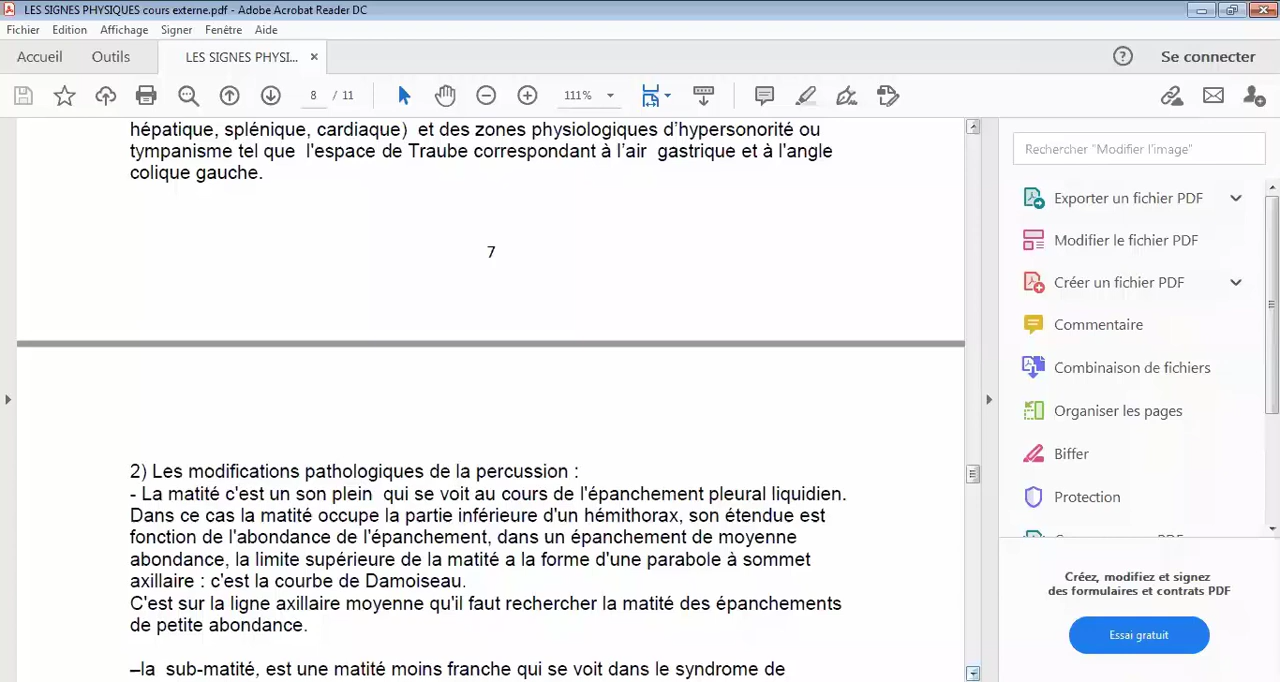 LES SIGNES PHYSIQUES cours externe.pdf - Adobe Acrobat Reader DC
Fichier Edition Affichage Signer Fenêtre Aide
Accueil Outils LES SIGNES PHYSI... × ? Se connecter
8 / 11 111%
hépatique, splénique, cardiaque) et des zones physiologiques d'hypersonorité ou
tympanisme tel que l'espace de Traube correspondant à l'air gastrique et à l'angle
colique gauche.
7
2) Les modifications pathologiques de la percussion :
- La matité c'est un son plein qui se voit au cours de l'épanchement pleural liquidien.
Dans ce cas la matité occupe la partie inférieure d'un hémithorax, son étendue est
fonction de l'abondance de l'épanchement, dans un épanchement de moyenne
abondance, la limite supérieure de la matité a la forme d'une parabole à sommet
axillaire : c'est la courbe de Damoiseau.
C'est sur la ligne axillaire moyenne qu'il faut rechercher la matité des épanchements
de petite abondance.
–la sub-matité, est une matité moins franche qui se voit dans le syndrome de
Rechercher "Modifier l'image"
Exporter un fichier PDF
Modifier le fichier PDF
Créer un fichier PDF
Commentaire
Combinaison de fichiers
Organiser les pages
Biffer
Protection
Créez, modifiez et signez
des formulaires et contrats PDF
Essai gratuit